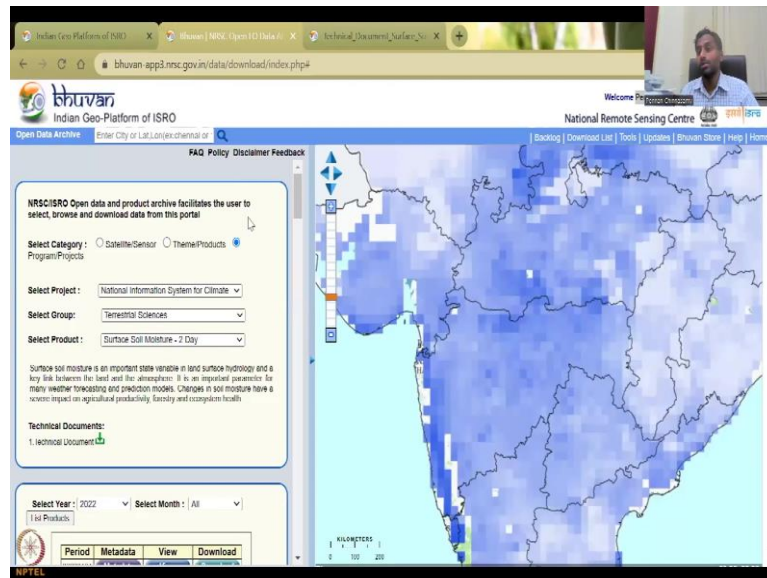 Indian Geo Platform of ISRO
Bhuvan | NRSC Open EO Data Ar
Technical_Document_Surface_So
bhuvan-app3.nrsc.gov.in/data/download/index.php#
bhuvan
Indian Geo-Platform of ISRO
Welcome
Ponnan Chinnasami
National Remote Sensing Centre
Open Data Archive
Enter City or Lat,Lon(ex:chennai or
| Backlog | Download List | Tools | Updates | Bhuvan Store | Help | Hom
FAQ Policy Disclaimer Feedback
NRSC/ISRO Open data and product archive facilitates the user to
select, browse and download data from this portal
Select Category : Satellite/Sensor Theme/Products
Program/Projects
Select Project : National Information System for Climate
Select Group: Terrestrial Sciences
Select Product : Surface Soil Moisture - 2 Day
Surface soil moisture is an important state variable in land surface hydrology and a
key link between the land and the atmosphere. It is an important parameter for
many weather forecasting and prediction models. Changes in soil moisture have a
severe impact on agricultural productivity, forestry and ecosystem health
Technical Documents:
1.Technical Document
Select Year : 2022 Select Month : All
List Products
Period Metadata View Download
KILOMETERS
0 100 200
NPTEL